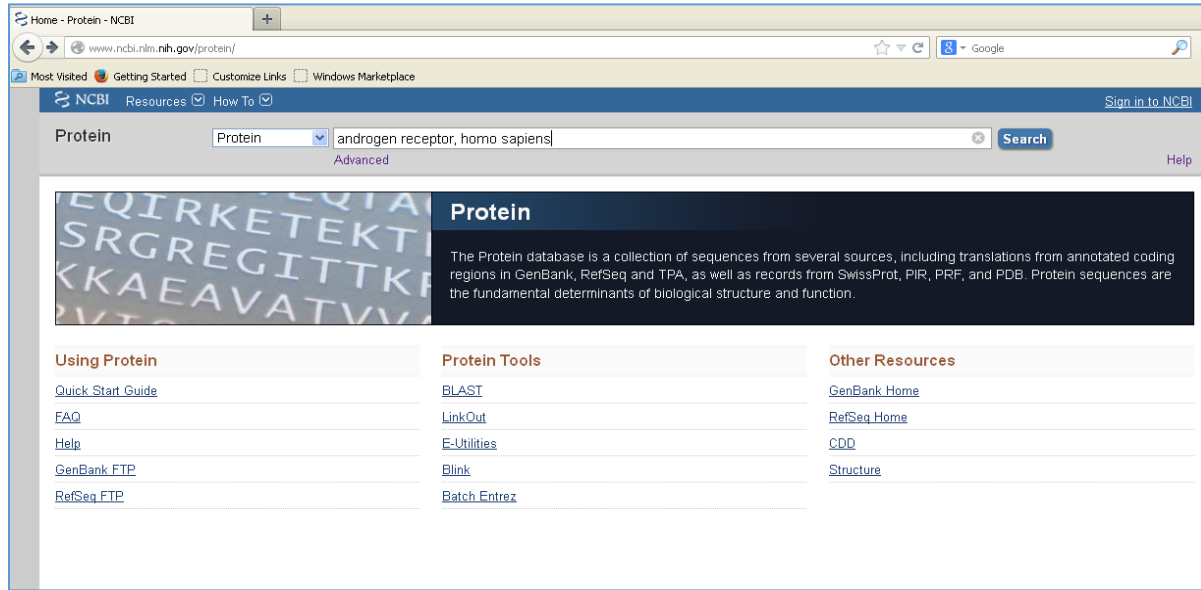 Home - Protein - NCBI
www.ncbi.nlm.nih.gov/protein/
Google
Most Visited Getting Started Customize Links Windows Marketplace
NCBI Resources How To Sign in to NCBI
Protein Protein androgen receptor, homo sapiens Search
Advanced Help
EQIRKETEKT
SRGREGITTK
KKAEAVATVV
Protein
The Protein database is a collection of sequences from several sources, including translations from annotated coding
regions in GenBank, RefSeq and TPA, as well as records from SwissProt, PIR, PRF, and PDB. Protein sequences are
the fundamental determinants of biological structure and function.
Using Protein
Quick Start Guide
FAQ
Help
GenBank FTP
RefSeq FTP
Protein Tools
BLAST
LinkOut
E-Utilities
Blink
Batch Entrez
Other Resources
GenBank Home
RefSeq Home
CDD
Structure